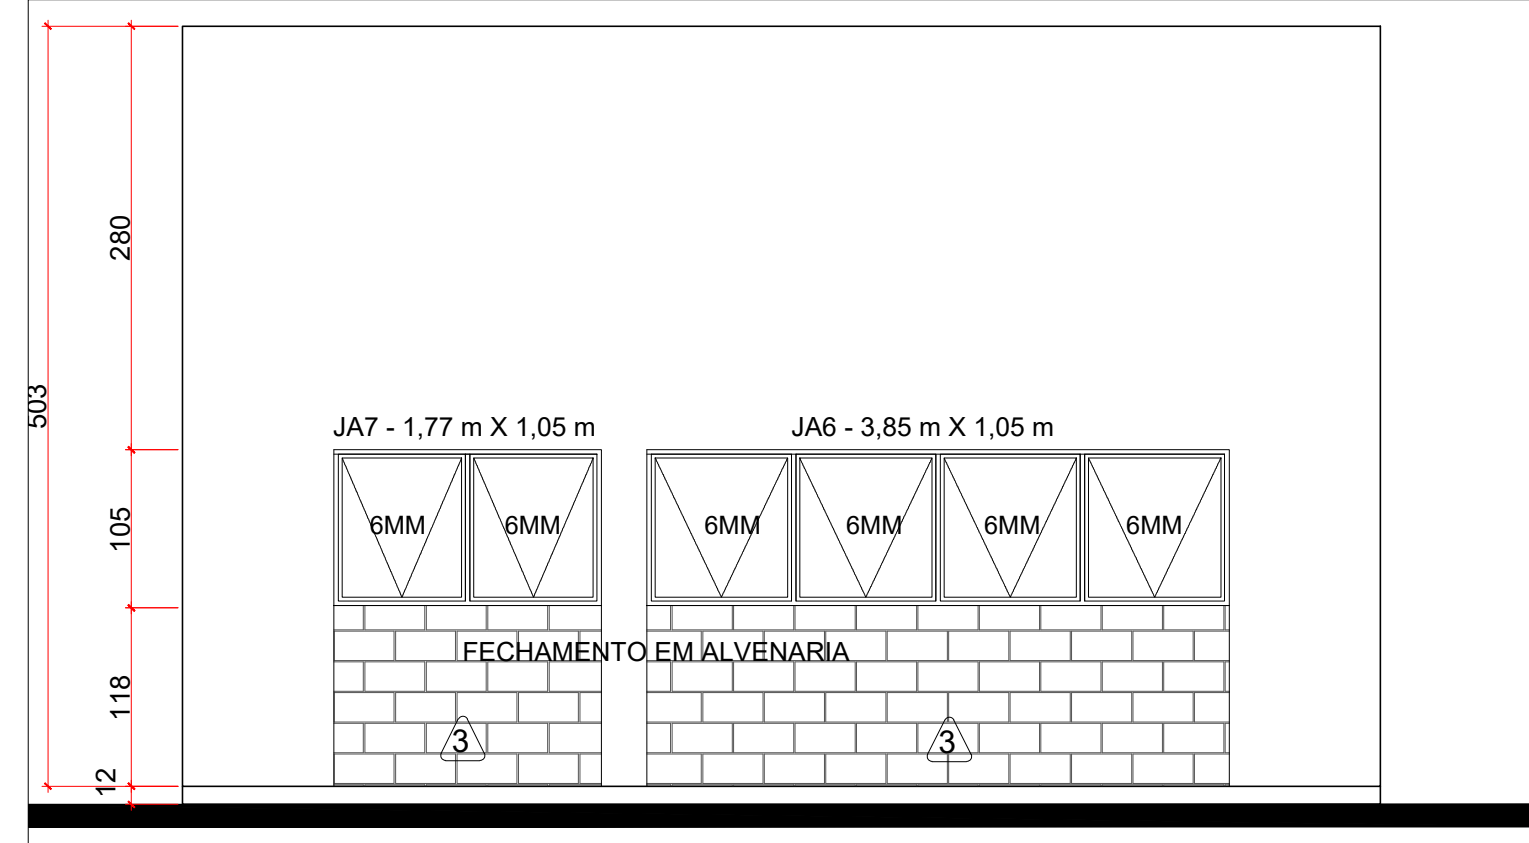 280
503
JA7 - 1,77 m X 1,05 m
JA6 - 3,85 m X 1,05 m
105
6MM
6MM
6MM
6MM
6MM
6MM
FECHAMENTO EM ALVENARIA
118
3
3
12